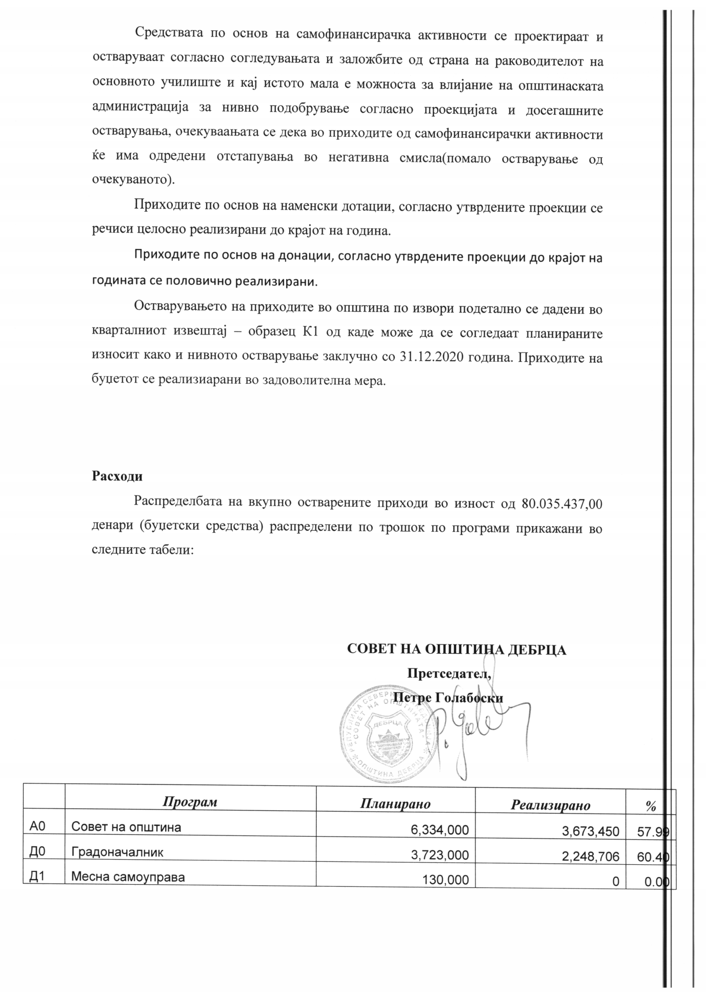 Средствата по основ на самофинансирачка активности се проектираат и
остваруваат согласно согледувањата и заложбите од страна на раководителот на
основното училиште и кај истото мала е можноста за влијание на општинаската
администрација за нивно подобрување согласно проекцијата и досегашните
остварувања, очекуваањата се дека во приходите од самофинансирачки активности
ќе има одредени отстапувања во негативна смисла(помало остварување од
очекуваното).
Приходите по основ на наменски дотации, согласно утврдените проекции се
речиси целосно реализирани до крајот на година.
Приходите по основ на донации, согласно утврдените проекции до крајот на
годината се половично реализирани.
Остварувањето на приходите во општина по извори подетално се дадени во
кварталниот извештај – образец К1 од каде може да се согледаат планираните
износит како и нивното остварување заклучно со 31.12.2020 година. Приходите на
буџетот се реализиарани во задоволителна мера.
Расходи
Распределбата на вкупно остварените приходи во изност од 80.035.437,00
денари (буџетски средства) распределени по трошок по програми прикажани во
следните табели:
СОВЕТ НА ОПШТИНА ДЕБРЦА
Претседател,
Петре Голабоски
РЕПУБЛИКА СЕВЕРНА МАКЕДОНИЈА
"СОВЕТ НА ОПШТИНАТА"
ДЕБРЦА
* ОПШТИНА ДЕБРЦА *
Програм Планирано Реализирано %
А0 Совет на општина 6,334,000 3,673,450 57.99
Д0 Градоначалник 3,723,000 2,248,706 60.40
Д1 Месна самоуправа 130,000 0 0.00